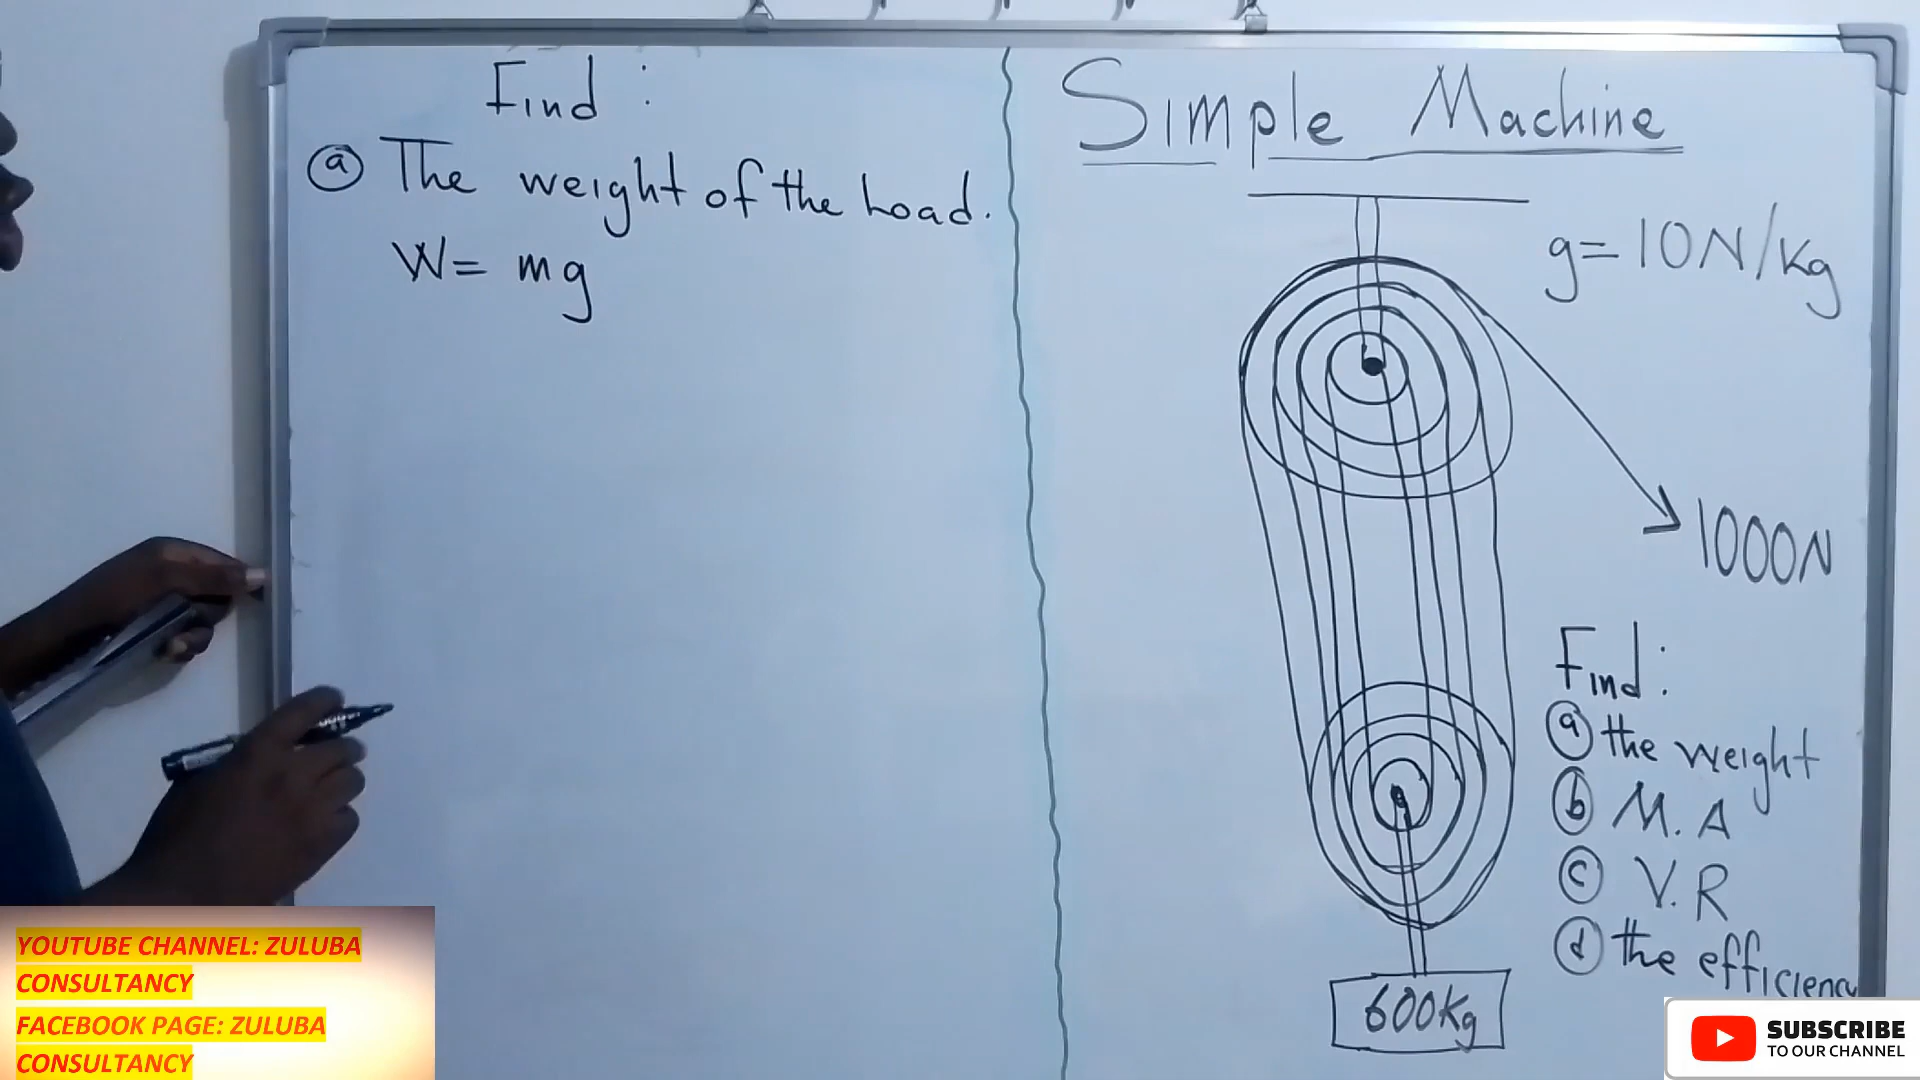 Find :
(a) The weight of the Load.
W= mg
Simple Machine
g=10N/kg
1000N
Find :
(a) the weight
(b) M. A
(c) V. R
(d) the efficiency
600kg
YOUTUBE CHANNEL: ZULUBA
CONSULTANCY
FACEBOOK PAGE: ZULUBA
CONSULTANCY
SUBSCRIBE
TO OUR CHANNEL